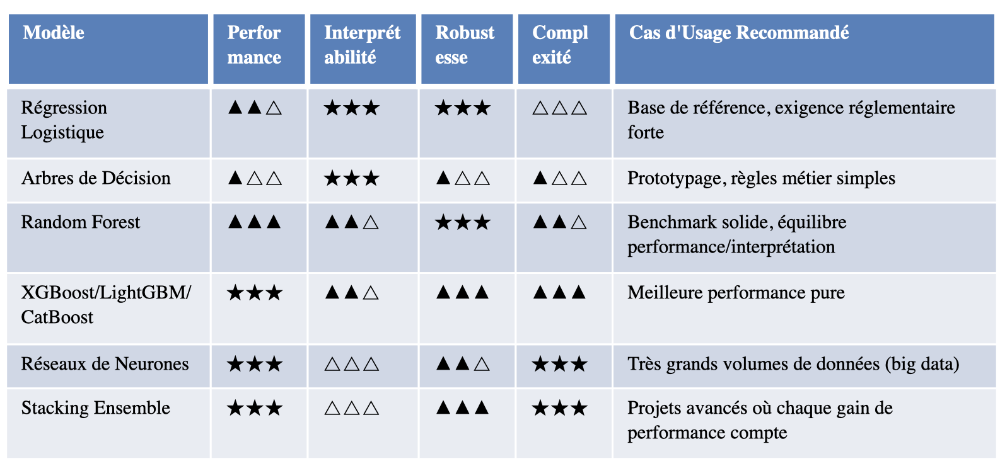 Modèle
Perfor
mance
Interprét
abilité
Robust
esse
Compl
exité
Cas d'Usage Recommandé
Régression
Logistique
▲▲△
★★★
★★★
△△△
Base de référence, exigence réglementaire
forte
Arbres de Décision
▲△△
★★★
▲△△
▲△△
Prototypage, règles métier simples
Random Forest
▲▲▲
▲▲△
★★★
▲▲△
Benchmark solide, équilibre
performance/interprétation
XGBoost/LightGBM/
CatBoost
★★★
▲▲△
▲▲▲
▲▲▲
Meilleure performance pure
Réseaux de Neurones
★★★
△△△
▲▲△
★★★
Très grands volumes de données (big data)
Stacking Ensemble
★★★
△△△
▲▲▲
★★★
Projets avancés où chaque gain de
performance compte